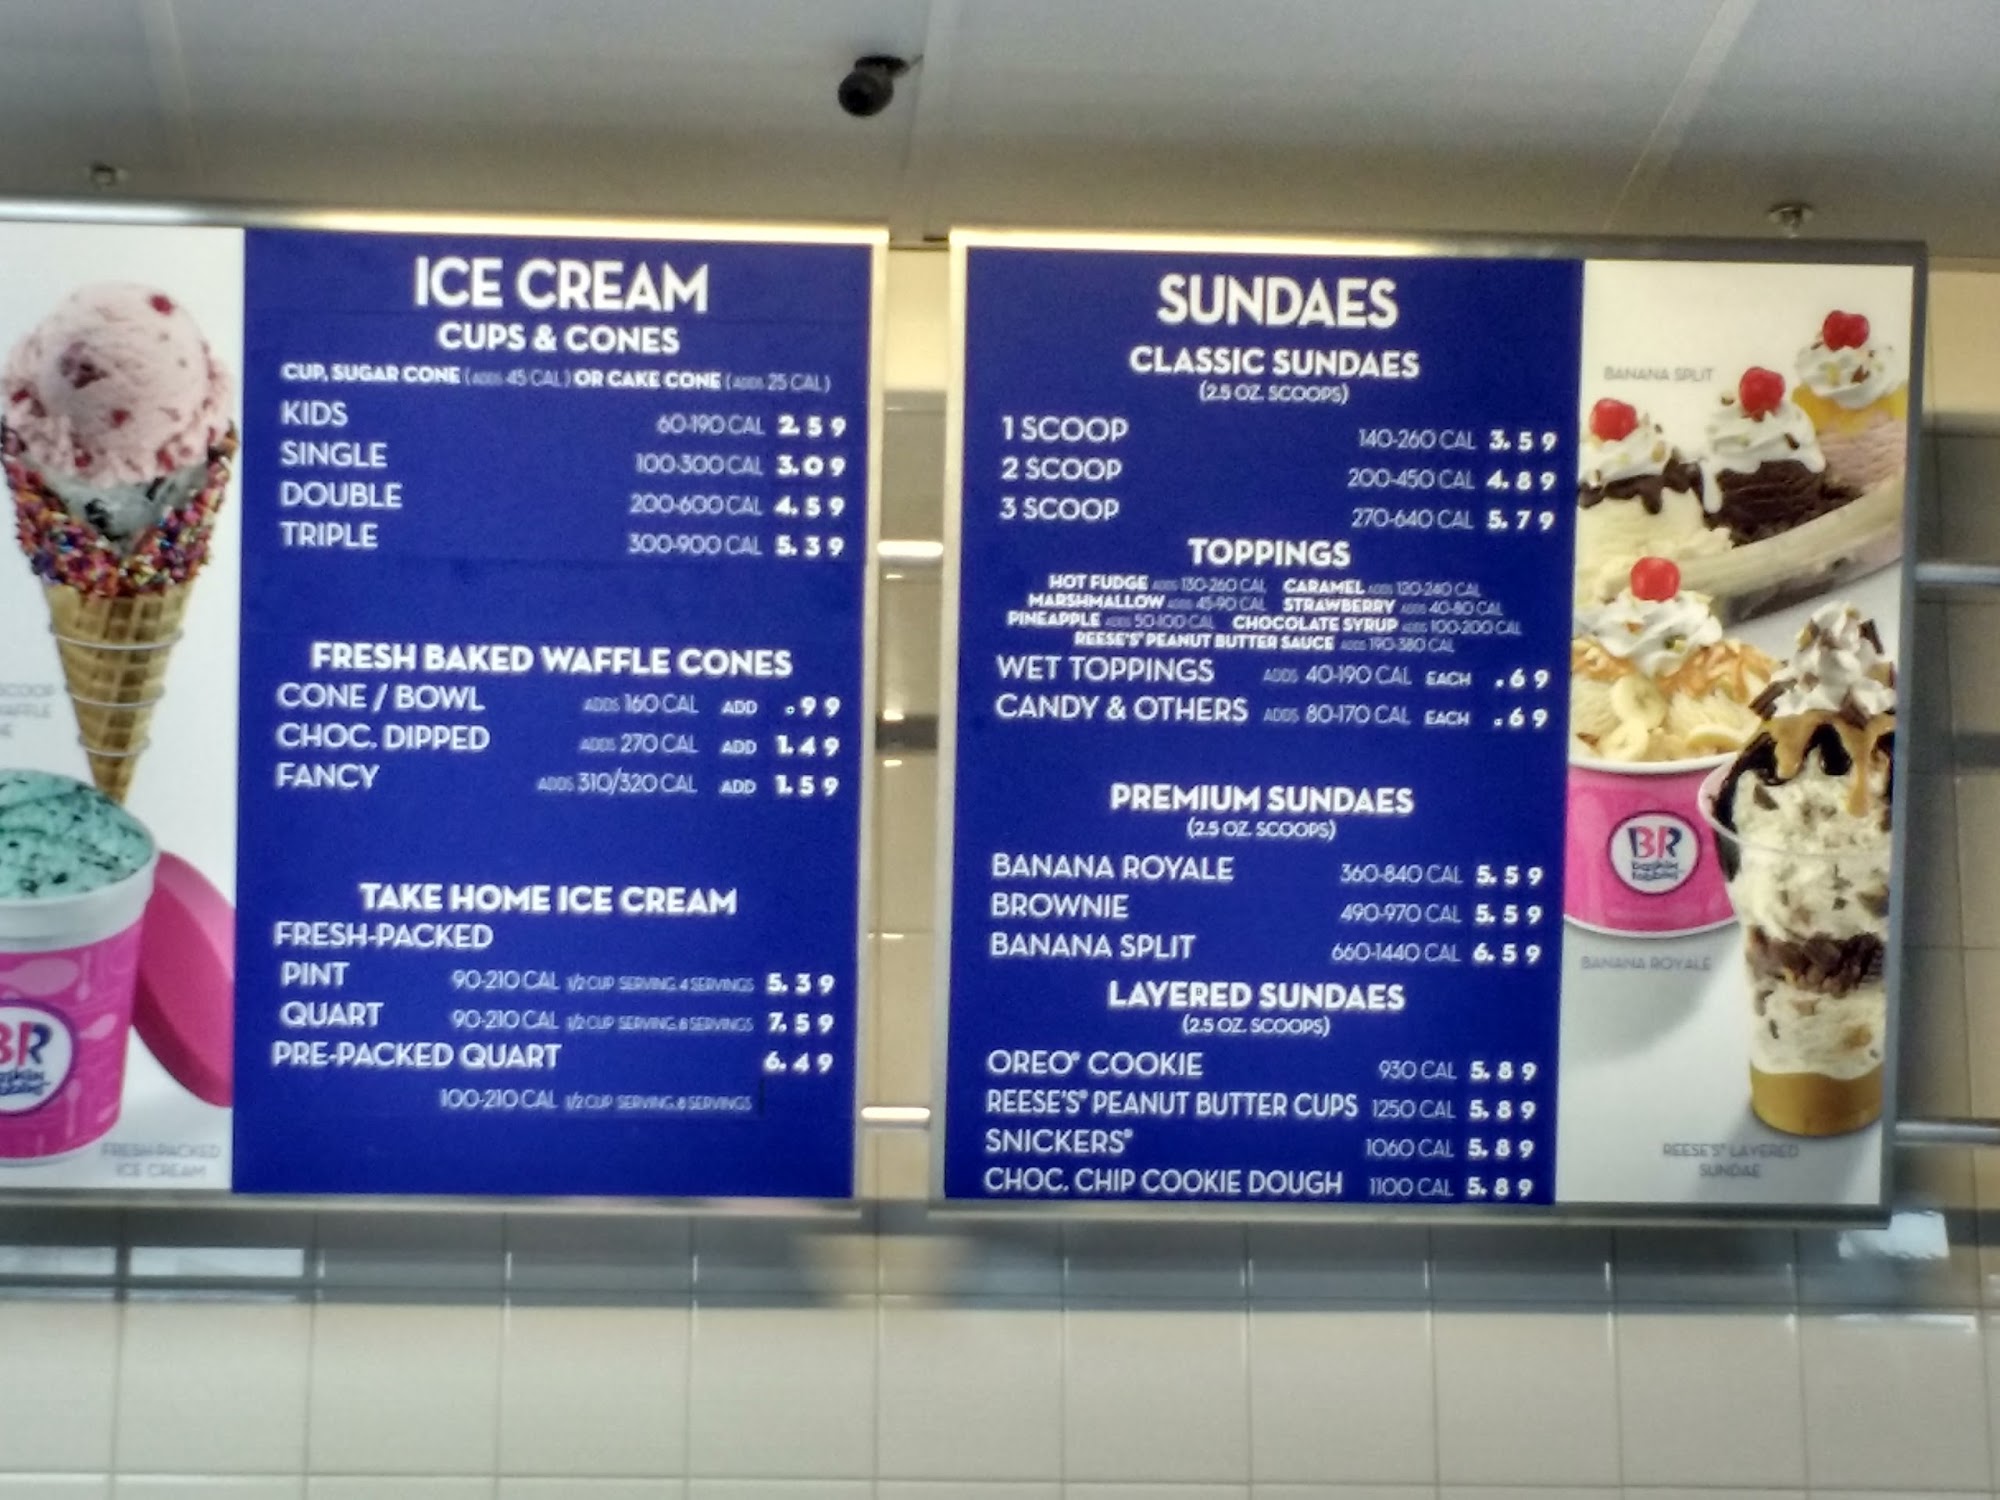 ICE CREAM
CUPS & CONES
CUP, SUGAR CONE (ADDS 45 CAL) OR CAKE CONE (ADDS 25 CAL)
KIDS 60-190 CAL 2.59
SINGLE 100-300 CAL 3.09
DOUBLE 200-600 CAL 4.59
TRIPLE 300-900 CAL 5.39
FRESH BAKED WAFFLE CONES
CONE / BOWL ADDS 160 CAL ADD .99
CHOC. DIPPED ADDS 270 CAL ADD 1.49
FANCY ADDS 310/320 CAL ADD 1.59
TAKE HOME ICE CREAM
FRESH-PACKED
PINT 90-210 CAL 1/2 CUP SERVING 4 SERVINGS 5.39
QUART 90-210 CAL 1/2 CUP SERVING 8 SERVINGS 7.59
PRE-PACKED QUART 6.49
100-210 CAL 1/2 CUP SERVING 8 SERVINGS
SCOOP
BR
FRESH-PACKED
ICE CREAM
SUNDAES
CLASSIC SUNDAES
(2.5 OZ. SCOOPS)
1 SCOOP 140-260 CAL 3.59
2 SCOOP 200-450 CAL 4.89
3 SCOOP 270-640 CAL 5.79
TOPPINGS
HOT FUDGE ADDS 130-260 CAL CARAMEL ADDS 120-240 CAL
MARSHMALLOW ADDS 45-90 CAL STRAWBERRY ADDS 40-80 CAL
PINEAPPLE ADDS 50-100 CAL CHOCOLATE SYRUP ADDS 100-200 CAL
REESE'S® PEANUT BUTTER SAUCE ADDS 190-380 CAL
WET TOPPINGS ADDS 40-190 CAL EACH .69
CANDY & OTHERS ADDS 80-170 CAL EACH .69
PREMIUM SUNDAES
(2.5 OZ. SCOOPS)
BANANA ROYALE 360-840 CAL 5.59
BROWNIE 490-970 CAL 5.59
BANANA SPLIT 660-1440 CAL 6.59
LAYERED SUNDAES
(2.5 OZ. SCOOPS)
OREO® COOKIE 930 CAL 5.89
REESE'S® PEANUT BUTTER CUPS 1250 CAL 5.89
SNICKERS® 1060 CAL 5.89
CHOC. CHIP COOKIE DOUGH 1100 CAL 5.89
BANANA SPLIT
BR
baskin
robbins
BANANA ROYALE
REESE'S® LAYERED
SUNDAE